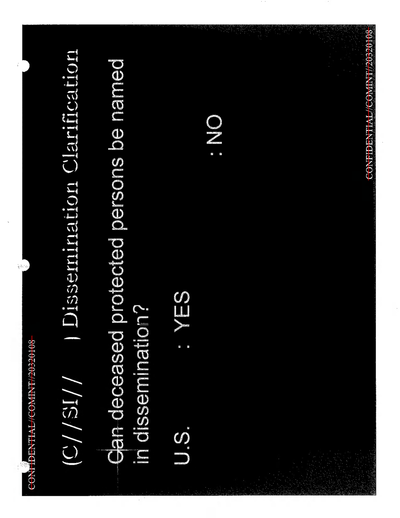 CONFIDENTIAL//COMINT//20320108
(C//SI// ) Dissemination Clarification
Can deceased protected persons be named
in dissemination?
U.S. : YES
: NO
CONFIDENTIAL//COMINT//20320108